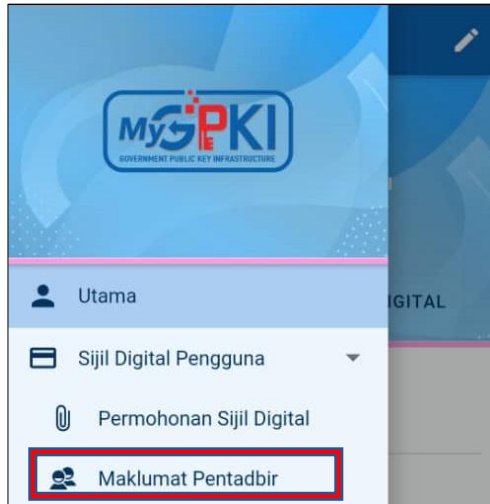 MyGPKI
GOVERNMENT PUBLIC KEY INFRASTRUCTURE
Utama
IGITAL
Sijil Digital Pengguna
Permohonan Sijil Digital
Maklumat Pentadbir